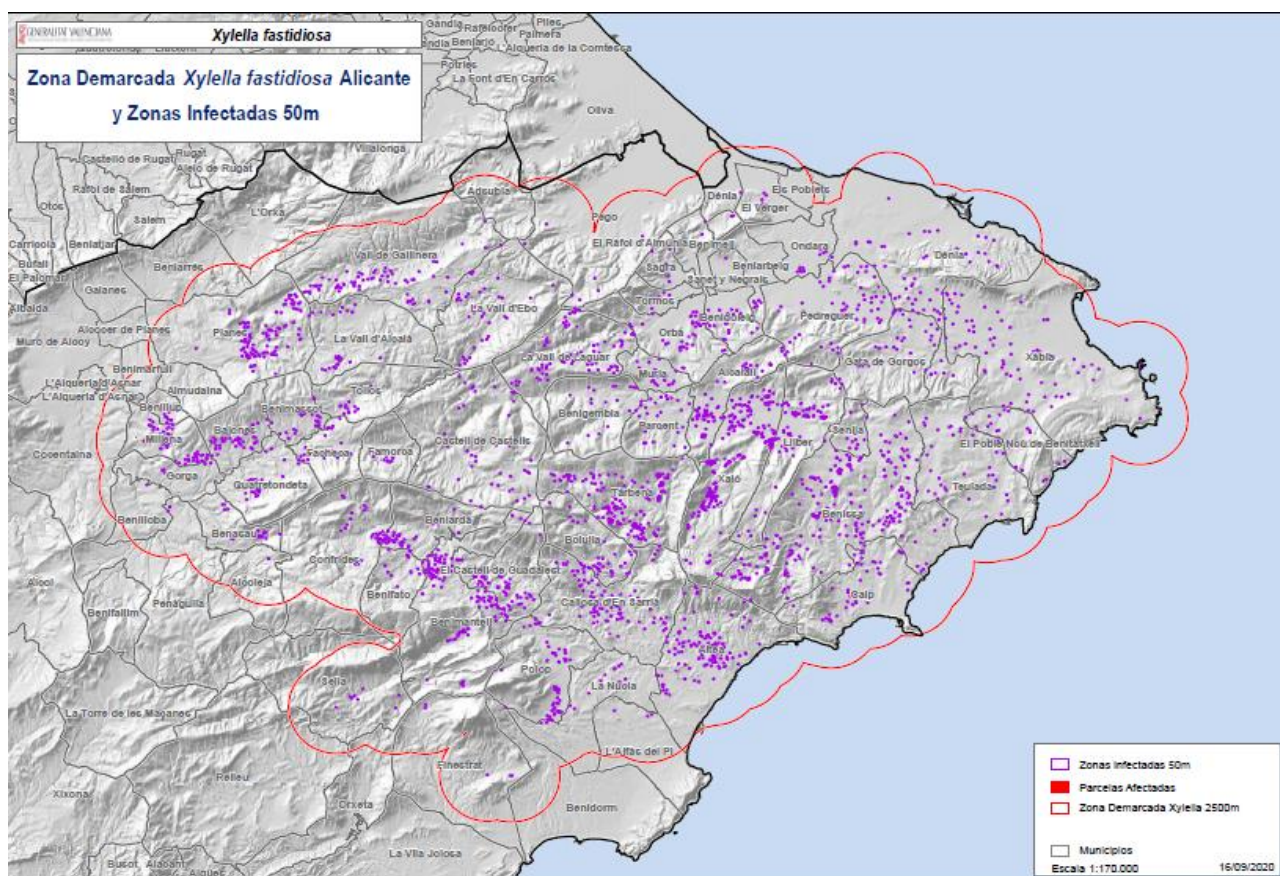 GENERALITAT VALENCIANA
Xylella fastidiosa
Zona Demarcada Xylella fastidiosa Alicante
y Zonas Infectadas 50m
Gandia
Rafelcofer
Piles
Palmera
Beniarjó
L'Alqueria de la Comtessa
Potries
La Font d'En Carròs
Oliva
Villalonga
Castelló de Rugat
Rugat
Aielo de Rugat
Ràfol de Salem
Otos
Salem
Carrícola
Beniatjar
Bufali
El Palomar
Albaida
L'Orxa
Beniarrés
Gaianes
Adsubia
Pego
Dénia
Els Poblets
El Verger
El Ràfol d'Almúnia
Benimeli
Ondara
Sagra
Beniarbeig
Sanet y Negrals
Dénia
Vall de Gallinera
La Vall d'Ebo
Tormos
Alcocer de Planes
Planes
Muro de Alcoy
La Vall d'Alcalà
Orba
Benidoleig
Pedreguer
La Vall de Laguar
Benimarfull
Xàbia
Gata de Gorgos
L'Alqueria d'Asnar
L'Alqueria d'Asnar
Almudaina
Tollos
Murla
Alcalalí
Benillup
Benimassot
Benigembla
Parcent
Millena
Balones
Castell de Castells
Llíber
Senija
El Poble Nou de Benitatxell
Cocentaina
Facheca
Famorca
Gorga
Quatretondeta
Xaló
Teulada
Tàrbena
Benilloba
Beniardà
Benissa
Benasau
Bolulla
Confrides
El Castell de Guadalest
Alcoi
Alcoleja
Benifallim
Penàguila
Benifato
Callosa d'En Sarrià
Calp
Benimantell
Altea
Polop
Sella
La Nucia
La Torre de les Maçanes
L'Alfàs del Pi
Finestrat
Relleu
Xixona
Orxeta
Benidorm
La Vila Joiosa
Busot
Aigües
Zonas Infectadas 50m
Parcelas Afectadas
Zona Demarcada Xylella 2500m
Municipios
Escala 1:170.000
16/09/2020